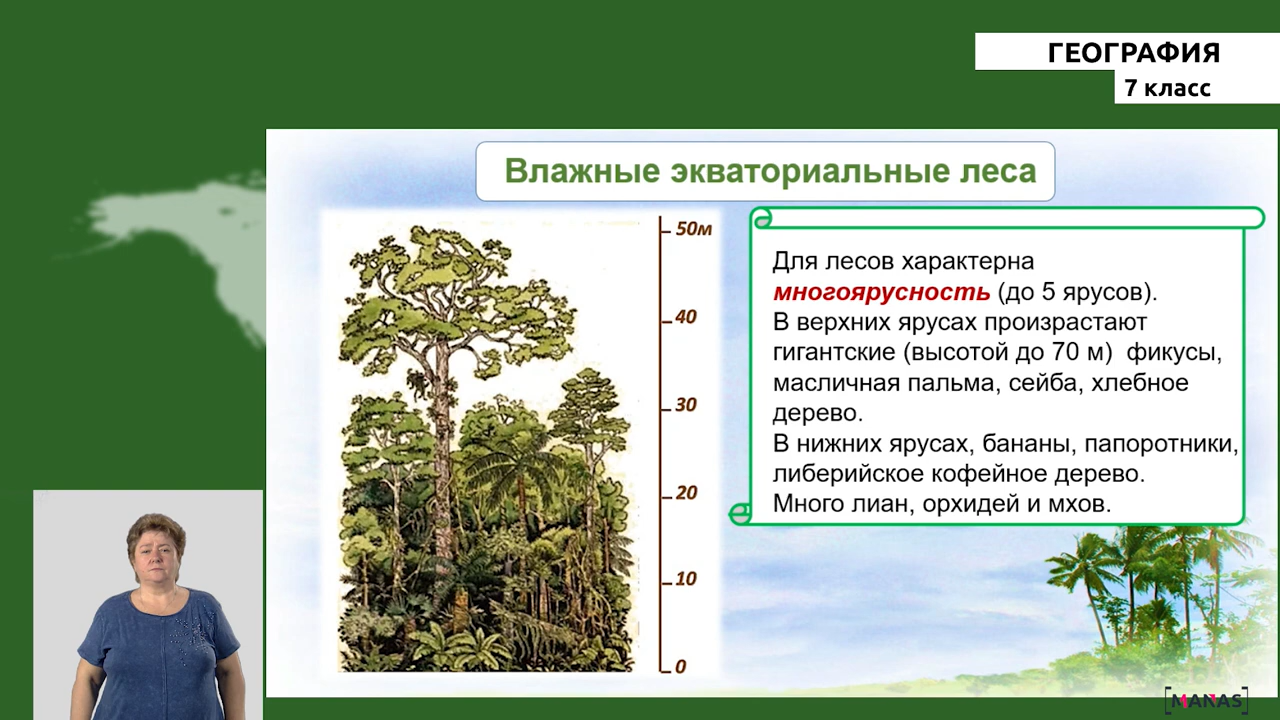 ГЕОГРАФИЯ
7 класс
Влажные экваториальные леса
50м
40
30
20
10
0
Для лесов характерна
многоярусность (до 5 ярусов).
В верхних ярусах произрастают
гигантские (высотой до 70 м) фикусы,
масличная пальма, сейба, хлебное
дерево.
В нижних ярусах, бананы, папоротники,
либерийское кофейное дерево.
Много лиан, орхидей и мхов.
[MANAS]